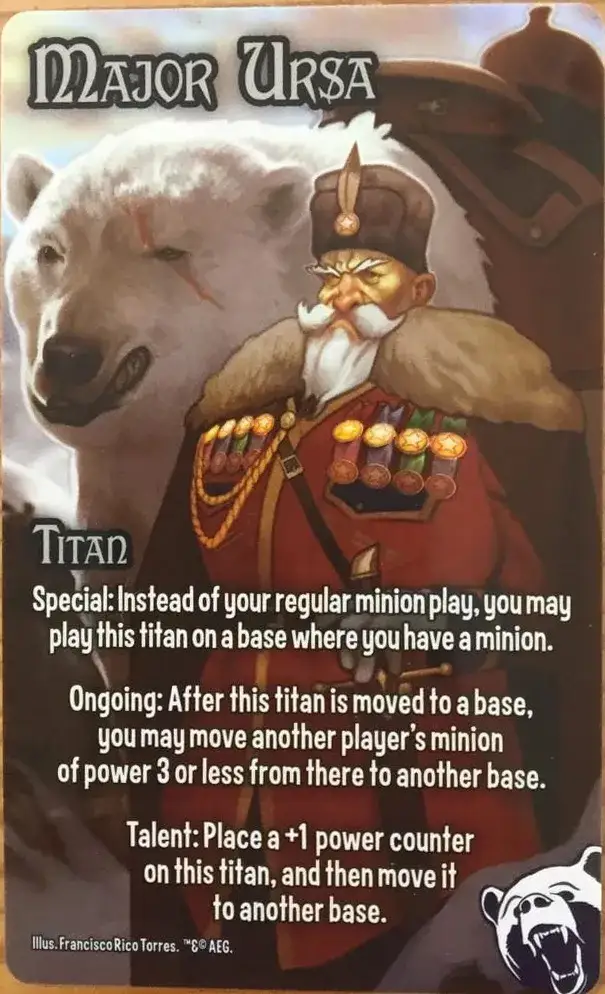 Major Ursa
Titan
Special: Instead of your regular minion play, you may
play this titan on a base where you have a minion.
Ongoing: After this titan is moved to a base,
you may move another player's minion
of power 3 or less from there to another base.
Talent: Place a +1 power counter
on this titan, and then move it
to another base.
Illus. Francisco Rico Torres. ™&© AEG.